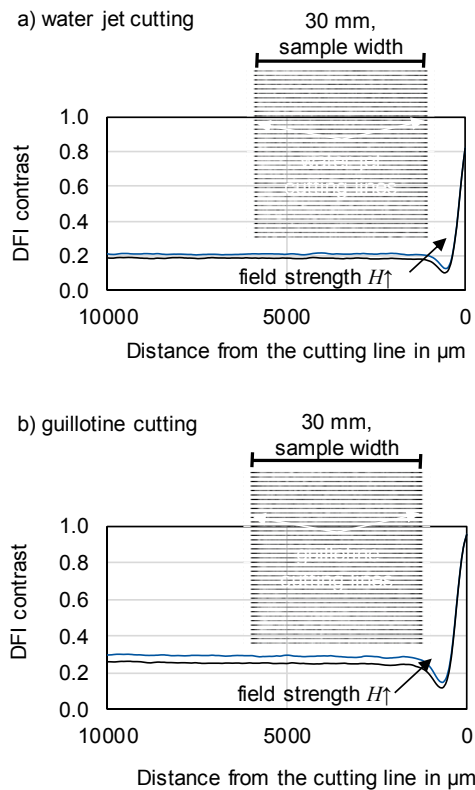 a) water jet cutting
30 mm,
sample width
DFI contrast
1.0
0.8
0.6
0.4
0.2
0.0
cutting lines
field strength H↑
10000
5000
0
Distance from the cutting line in µm
b) guillotine cutting
30 mm,
sample width
DFI contrast
1.0
0.8
0.6
0.4
0.2
0.0
guillotine
cutting lines
field strength H↑
10000
5000
0
Distance from the cutting line in µm